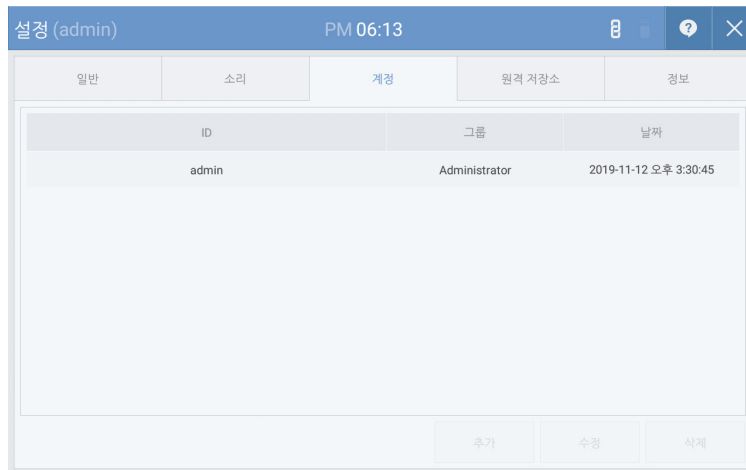 설정 (admin) PM 06:13
일반 소리 계정 원격 저장소 정보
ID 그룹 날짜
admin Administrator 2019-11-12 오후 3:30:45
추가 수정 삭제